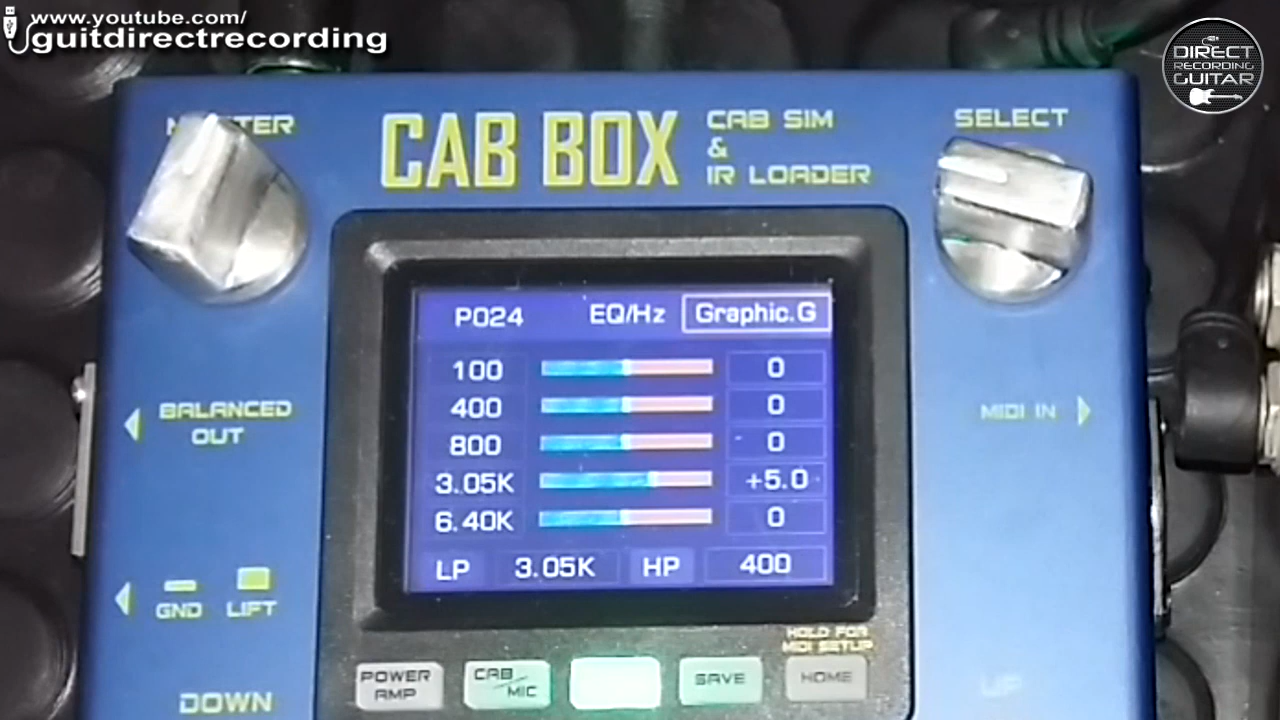 www.youtube.com/
guitdirectrecording
DIRECT
RECORDING
GUITAR
CAB BOX
CAB SIM
&
IR LOADER
SELECT
P024 EQ/Hz Graphic.G
100 0
400 0
800 0
3.05K +5.0
6.40K 0
LP 3.05K HP 400
BALANCED
OUT
MIDI IN
GND LIFT
HOLD FOR
MIDI SETUP
POWER
AMP
CAB/MIC
SAVE
HOME
DOWN
UP